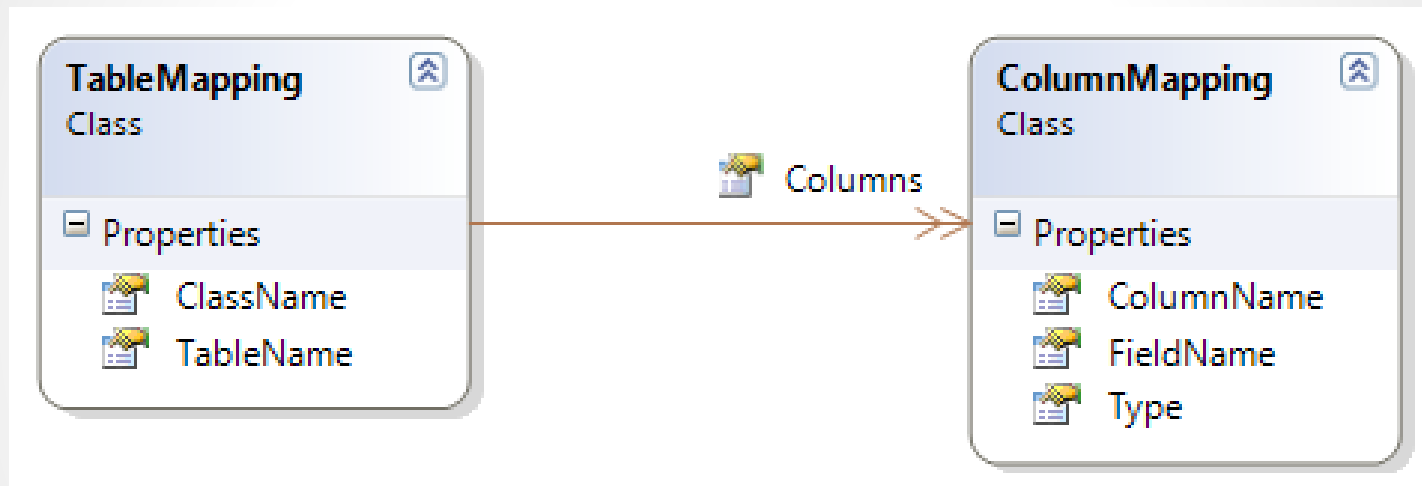 TableMapping
Class
Properties
ClassName
TableName
Columns
ColumnMapping
Class
Properties
ColumnName
FieldName
Type